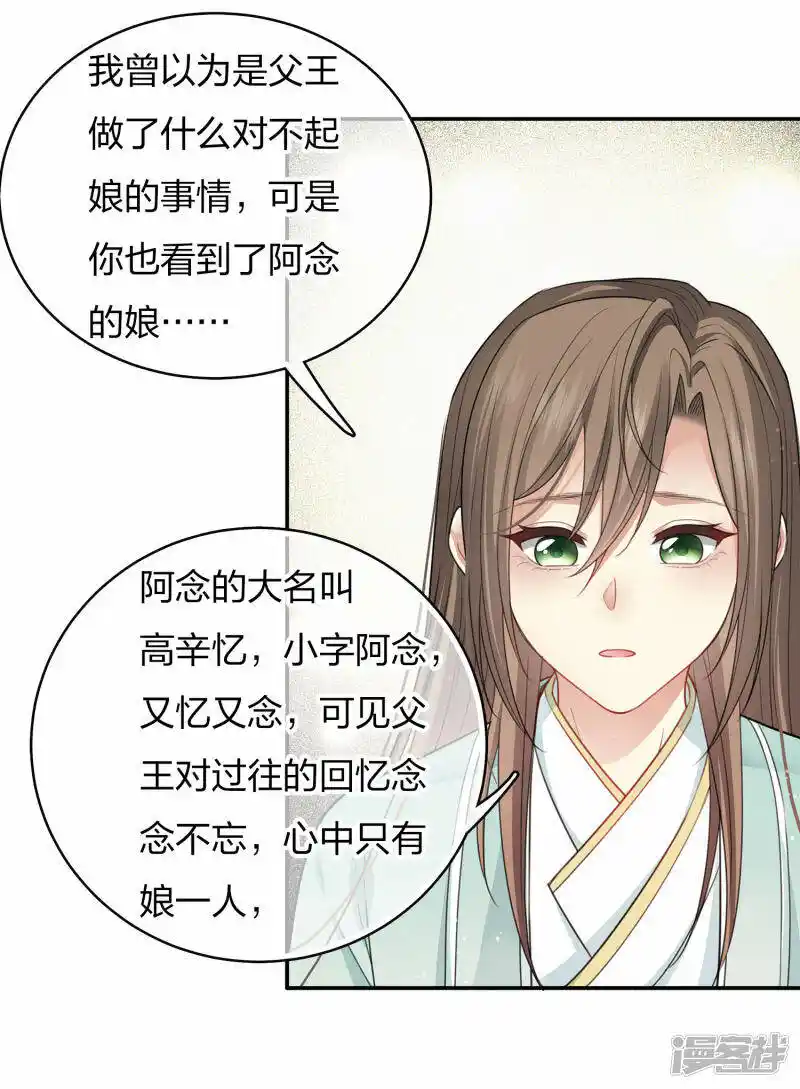 我曾以为是父王
做了什么对不起
娘的事情，可是
你也看到了阿念
的娘……
阿念的大名叫
高辛忆，小字阿念，
又忆又念，可见父
王对过往的回忆念
念不忘，心中只有
娘一人，
漫客栈